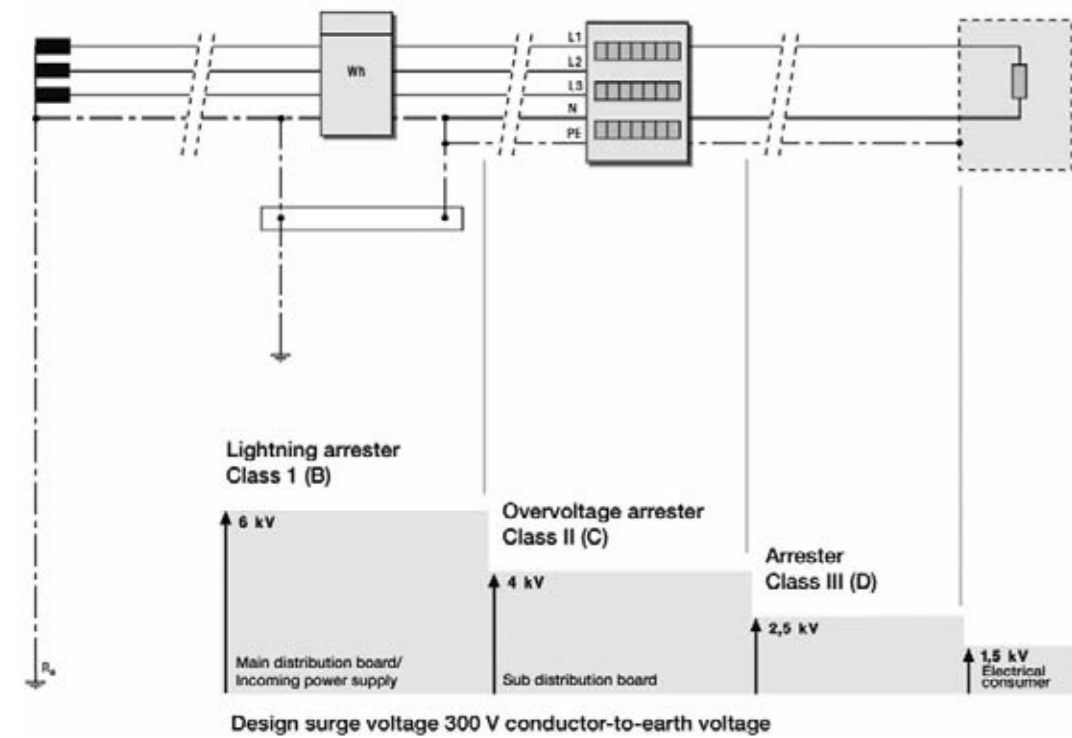 L1
L2
Wh
L3
N
PE
Lightning arrester
Class 1 (B)
6 kV
Overvoltage arrester
Class II (C)
4 kV
Arrester
Class III (D)
2,5 kV
1,5 kV
Electrical
consumer
Main distribution board/
Incoming power supply
Sub distribution board
Design surge voltage 300 V conductor-to-earth voltage